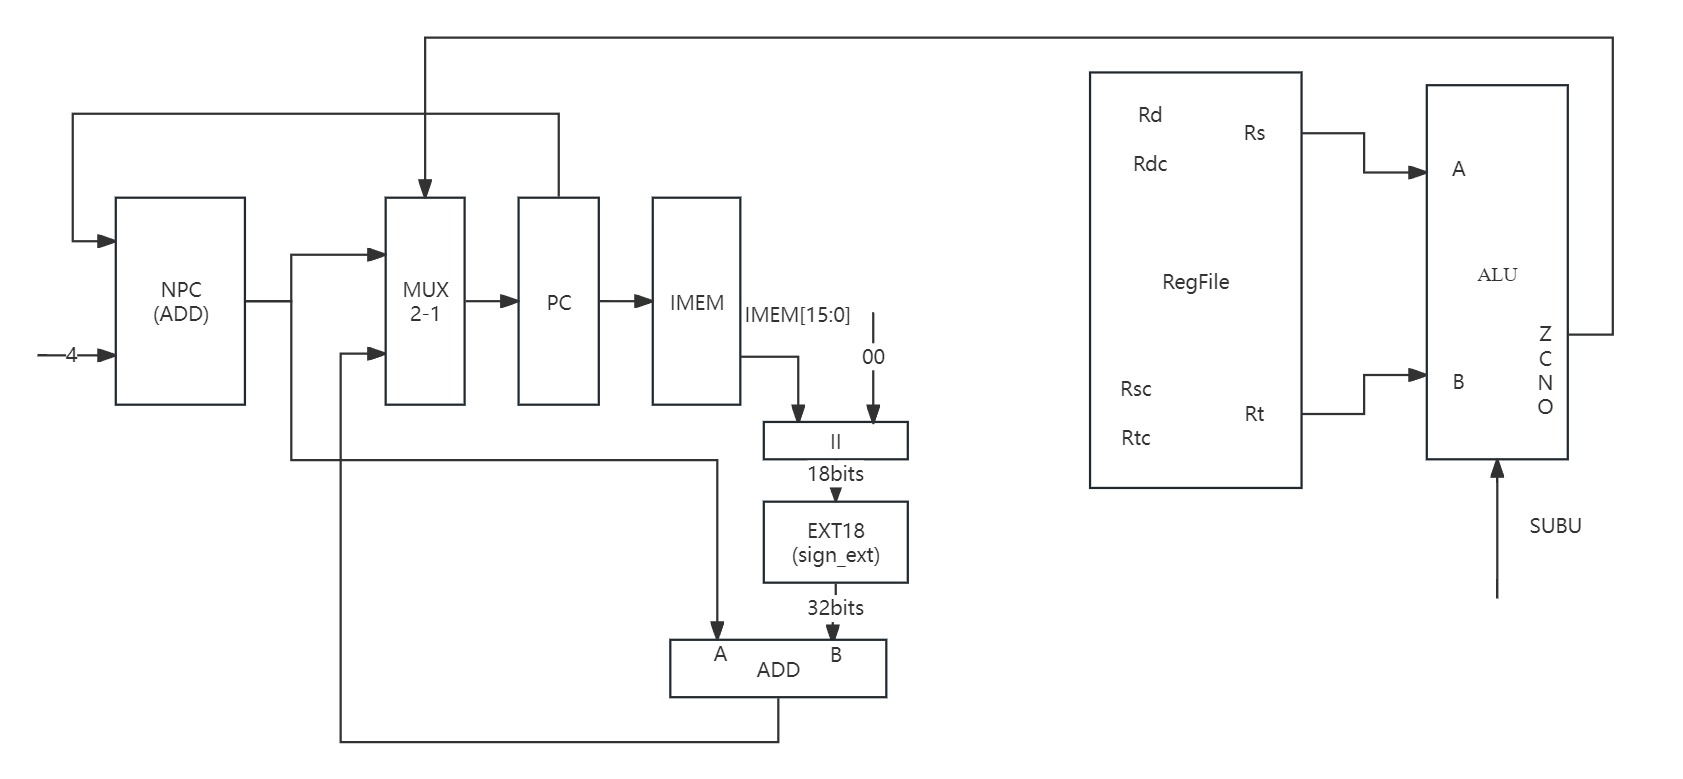 Rd
Rs
Rdc
A
NPC
(ADD)
MUX
2-1
PC
IMEM
IMEM[15:0]
RegFile
ALU
4
00
Z
C
N
O
Rsc
B
Rt
Rtc
II
18bits
EXT18
(sign_ext)
SUBU
32bits
A
B
ADD